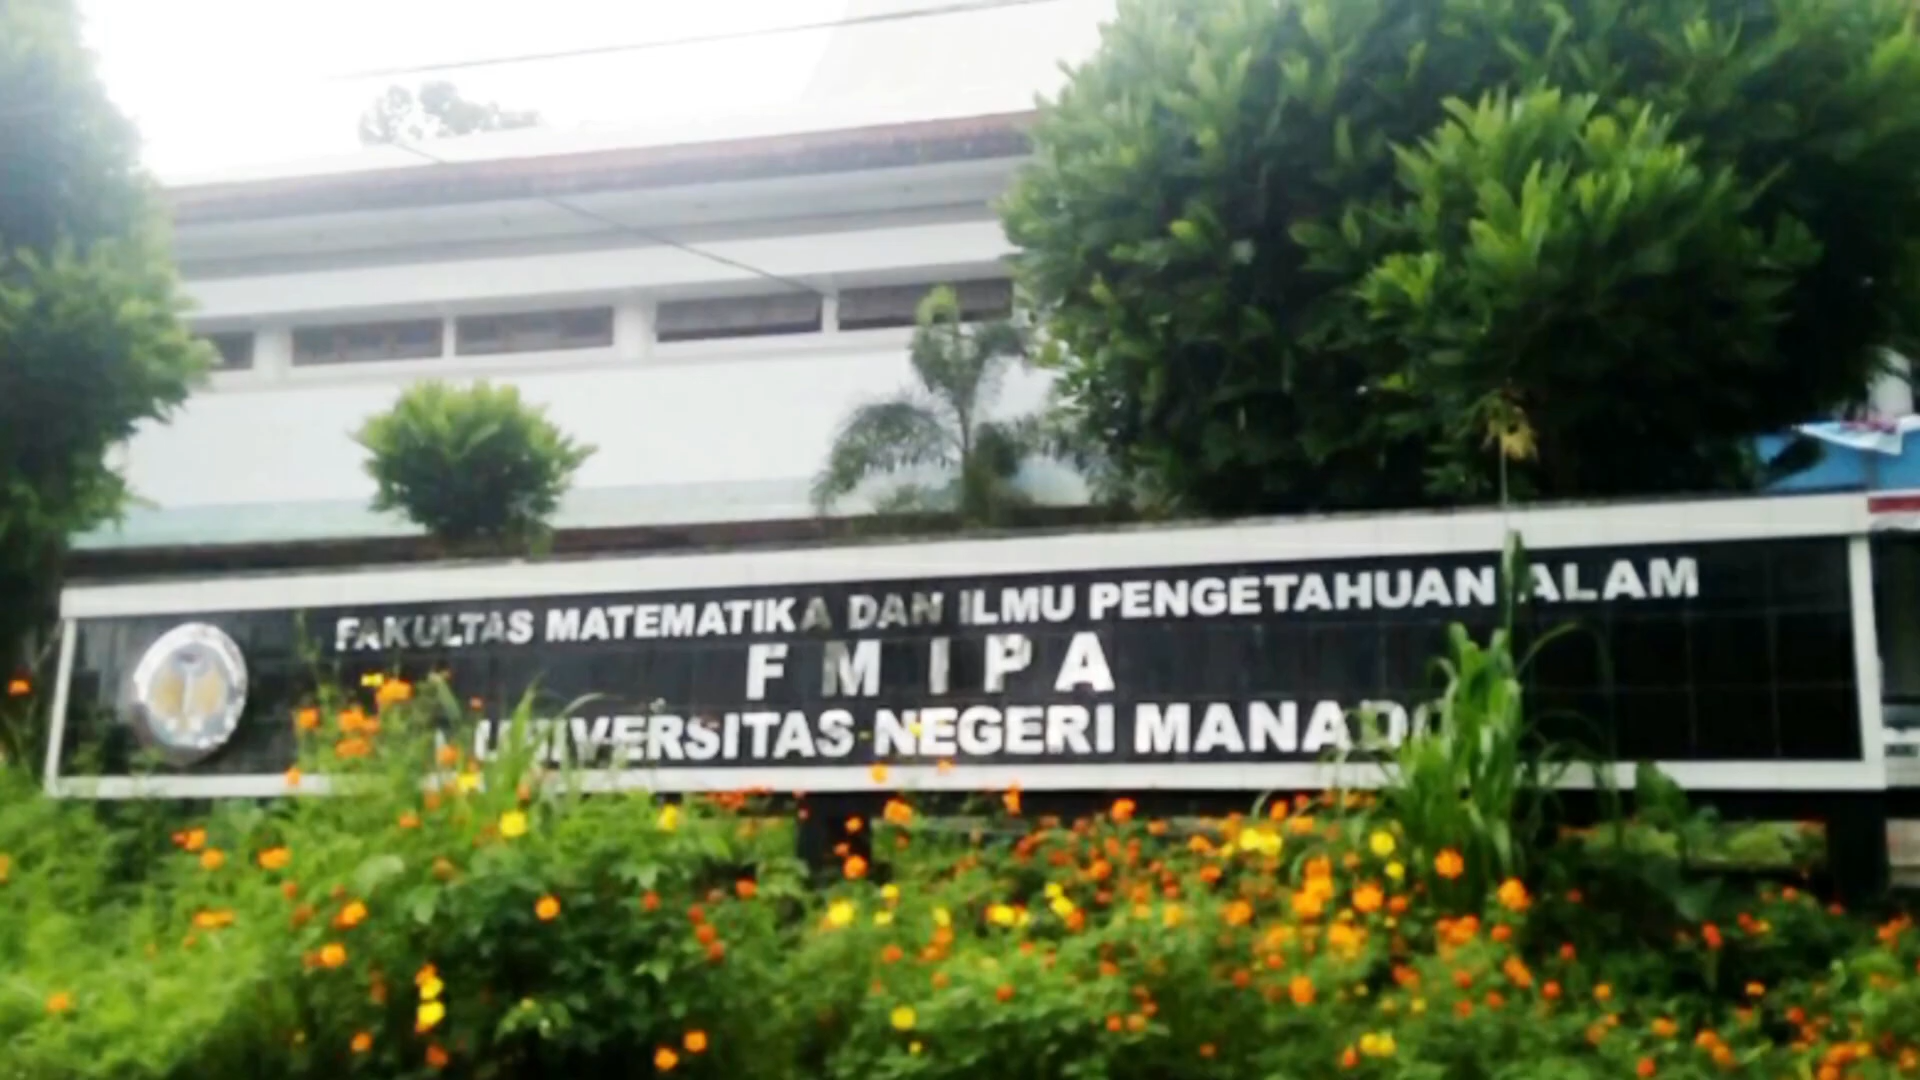 FAKULTAS MATEMATIKA DAN ILMU PENGETAHUAN ALAM
F M I P A
UNIVERSITAS NEGERI MANADO